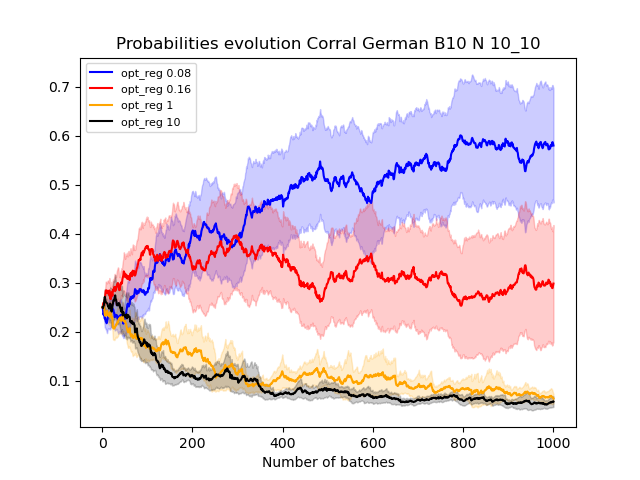 Probabilities evolution Corral German B10 N 10_10
opt_reg 0.08
opt_reg 0.16
opt_reg 1
opt_reg 10
0.7
0.6
0.5
0.4
0.3
0.2
0.1
0 200 400 600 800 1000
Number of batches